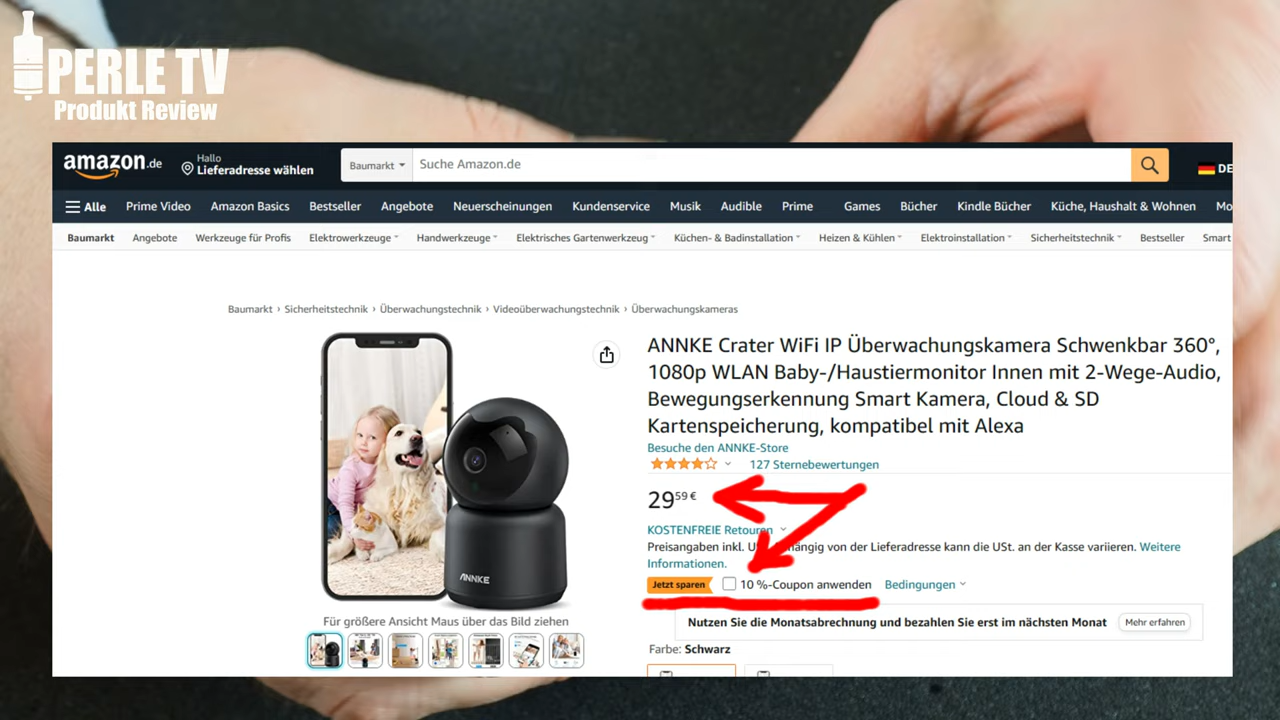 PERLE TV
Produkt Review
amazon.de
Hallo
Lieferadresse wählen
Baumarkt
Suche Amazon.de
DE
Alle
Prime Video
Amazon Basics
Bestseller
Angebote
Neuerscheinungen
Kundenservice
Musik
Audible
Prime
Games
Bücher
Kindle Bücher
Küche, Haushalt & Wohnen
Mo
Baumarkt
Angebote
Werkzeuge für Profis
Elektrowerkzeuge
Handwerkzeuge
Elektrisches Gartenwerkzeug
Küchen- & Badinstallation
Heizen & Kühlen
Elektroinstallation
Sicherheitstechnik
Bestseller
Smart
Baumarkt › Sicherheitstechnik › Überwachungstechnik › Videoüberwachungstechnik › Überwachungskameras
ANNKE Crater WiFi IP Überwachungskamera Schwenkbar 360°,
1080p WLAN Baby-/Haustiermonitor Innen mit 2-Wege-Audio,
Bewegungserkennung Smart Kamera, Cloud & SD
Kartenspeicherung, kompatibel mit Alexa
Besuche den ANNKE-Store
127 Sternebewertungen
29 59 €
KOSTENFREIE Retouren
Preisangaben inkl. hängig von der Lieferadresse kann die USt. an der Kasse variieren. Weitere
Informationen.
Jetzt sparen
10 %-Coupon anwenden
Bedingungen
Nutzen Sie die Monatsabrechnung und bezahlen Sie erst im nächsten Monat
Mehr erfahren
Farbe: Schwarz
ANNKE
Für größere Ansicht Maus über das Bild ziehen